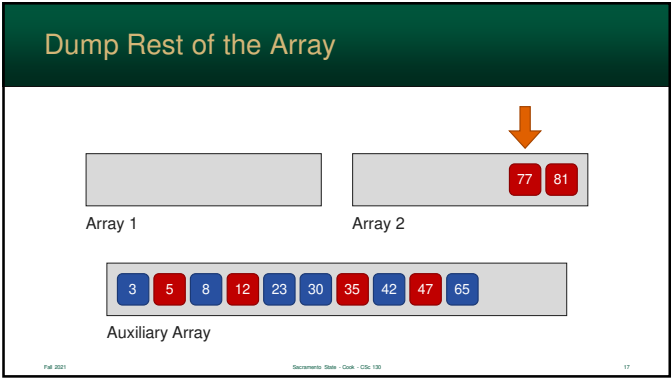 Dump Rest of the Array
77 81
Array 1
Array 2
3 5 8 12 23 30 35 42 47 65
Auxiliary Array
Fall 2021
Sacramento State - Cook - CSc 130
17